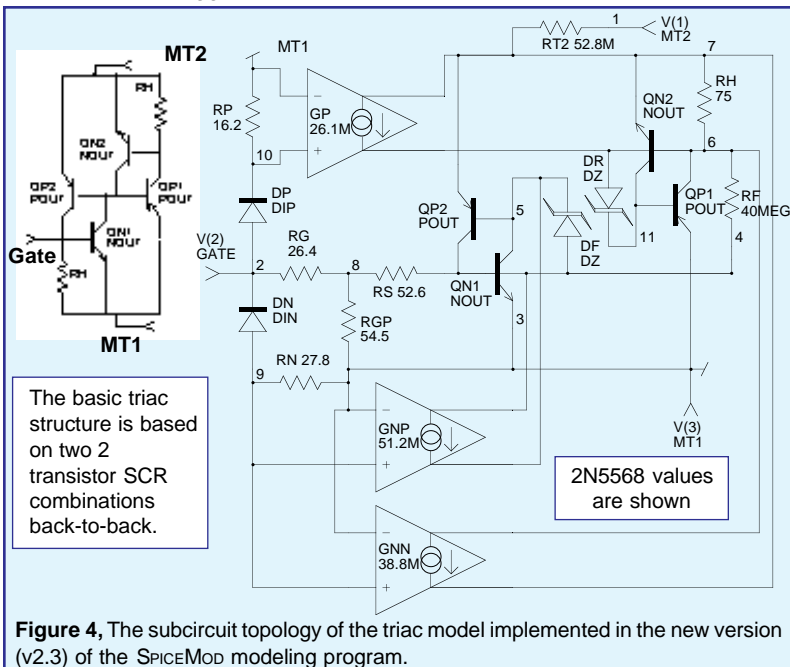 MT2
RH
QN2
NOUT
QP2
POUT
QP1
POUT
QN1
NOUT
Gate
RH
MT1
The basic triac
structure is based
on two 2
transistor SCR
combinations
back-to-back.
MT1
RP
16.2
10
GP
26.1M
DP
DIP
V(2)
GATE
2
RG
26.4
8
RS 52.6
DN
DIN
RGP
54.5
9
RN 27.8
V(1)
MT2
1
RT2 52.8M
7
QN2
NOUT
RH
75
6
DR
DZ
QP2
POUT
5
QP1
POUT
RF
40MEG
4
11
DF
DZ
QN1
NOUT
3
V(3)
MT1
GNP
51.2M
GNN
38.8M
2N5568 values
are shown
Figure 4, The subcircuit topology of the triac model implemented in the new version
(v2.3) of the SPICEMOD modeling program.